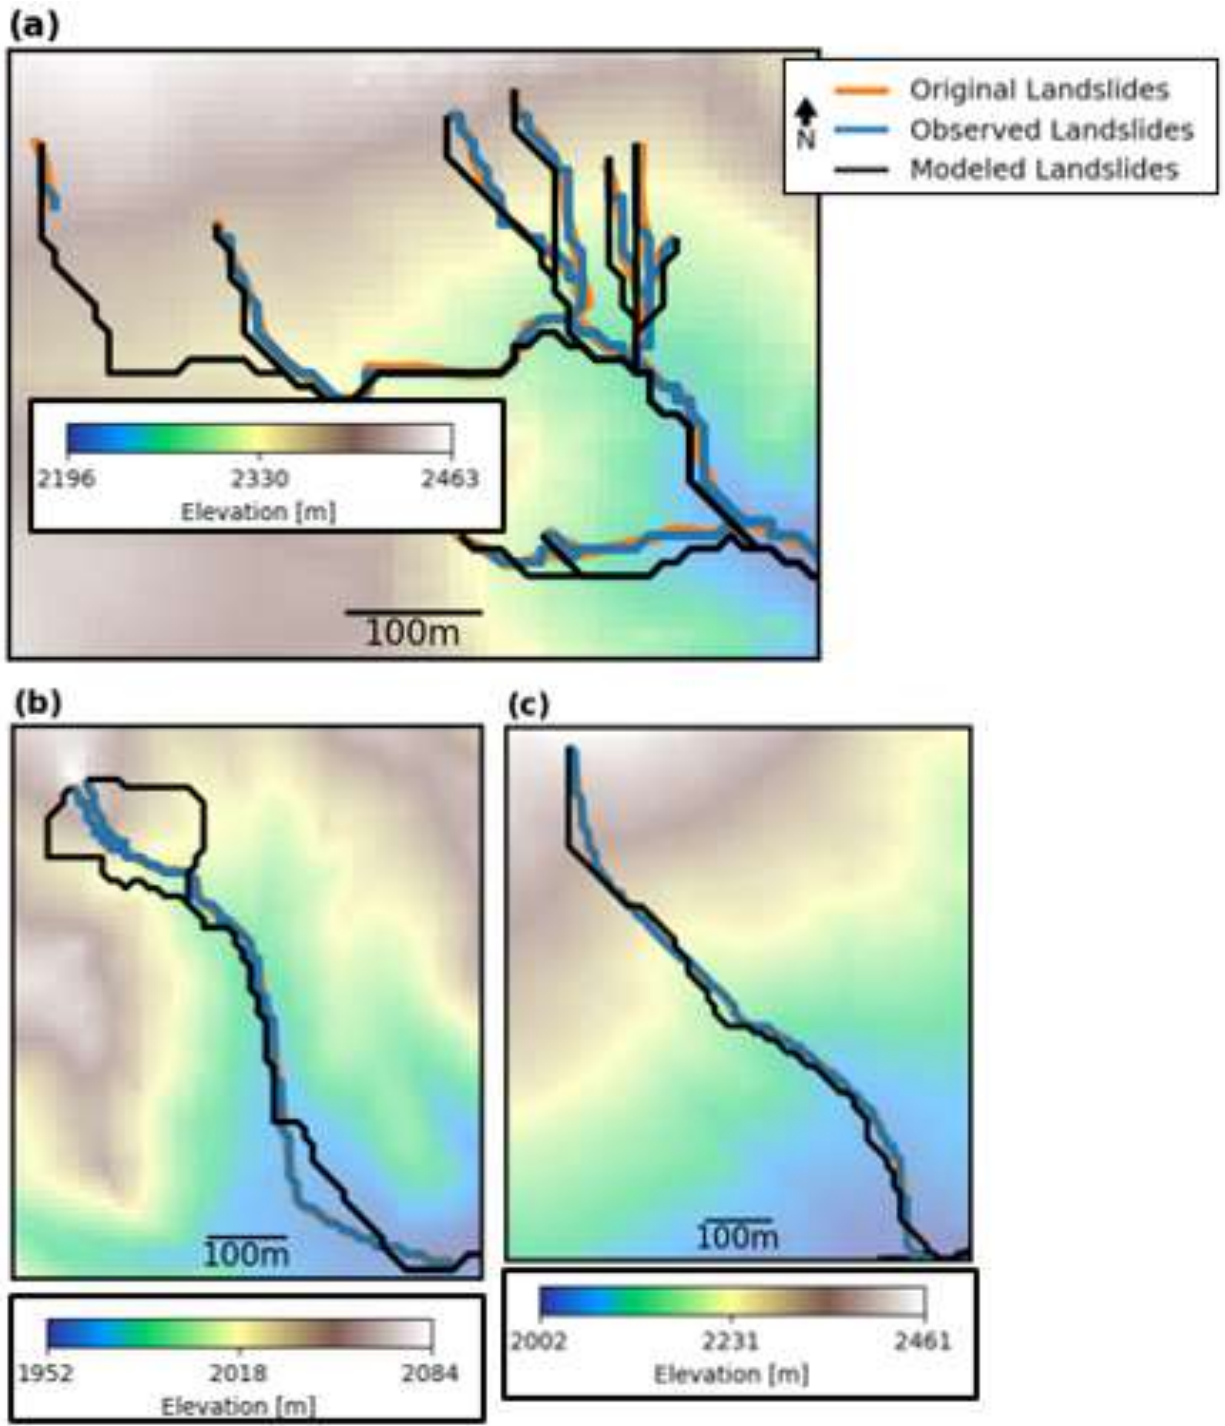 (a)
Original Landslides
Observed Landslides
Modeled Landslides
N
2196 2330 2463
Elevation [m]
100m
(b) (c)
100m 100m
1952 2018 2084
Elevation [m]
2002 2231 2461
Elevation [m]